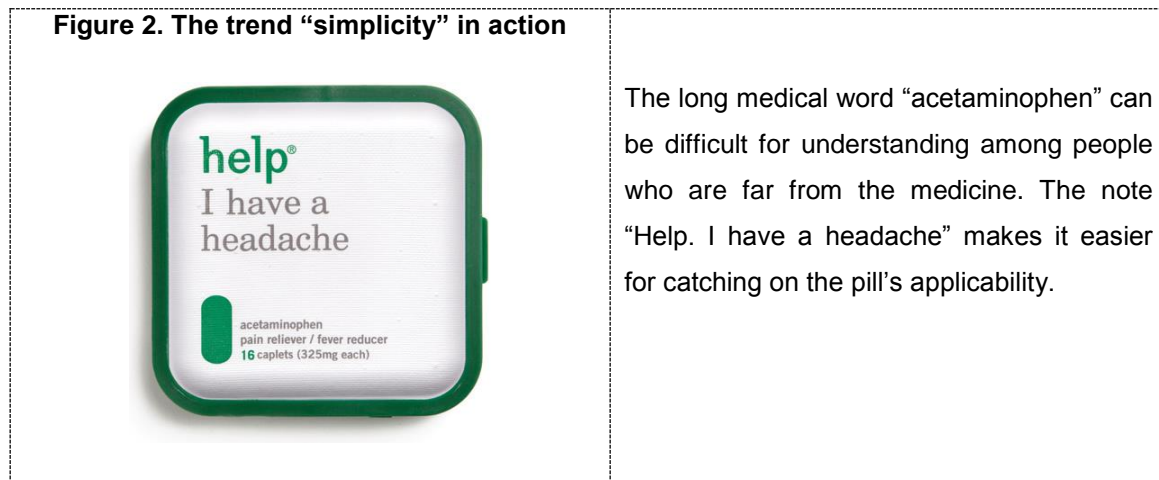 Figure 2. The trend “simplicity” in action
help®
I have a
headache
acetaminophen
pain reliever / fever reducer
16 caplets (325mg each)
The long medical word “acetaminophen” can
be difficult for understanding among people
who are far from the medicine. The note
“Help. I have a headache” makes it easier
for catching on the pill’s applicability.